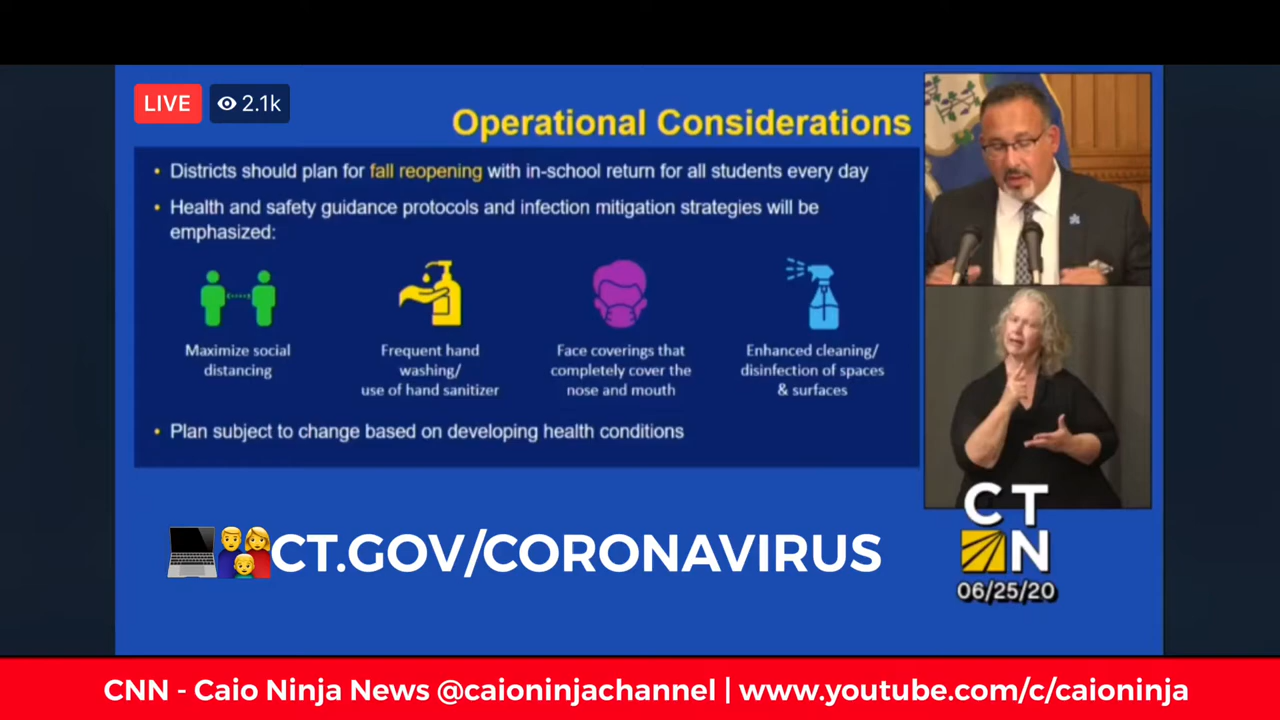 LIVE
2.1k
Operational Considerations
• Districts should plan for fall reopening with in-school return for all students every day
• Health and safety guidance protocols and infection mitigation strategies will be
emphasized:
Maximize social
distancing
Frequent hand
washing/
use of hand sanitizer
Face coverings that
completely cover the
nose and mouth
Enhanced cleaning/
disinfection of spaces
& surfaces
• Plan subject to change based on developing health conditions
CT.GOV/CORONAVIRUS
CT
N
06/25/20
CNN - Caio Ninja News @caioninjachannel | www.youtube.com/c/caioninja